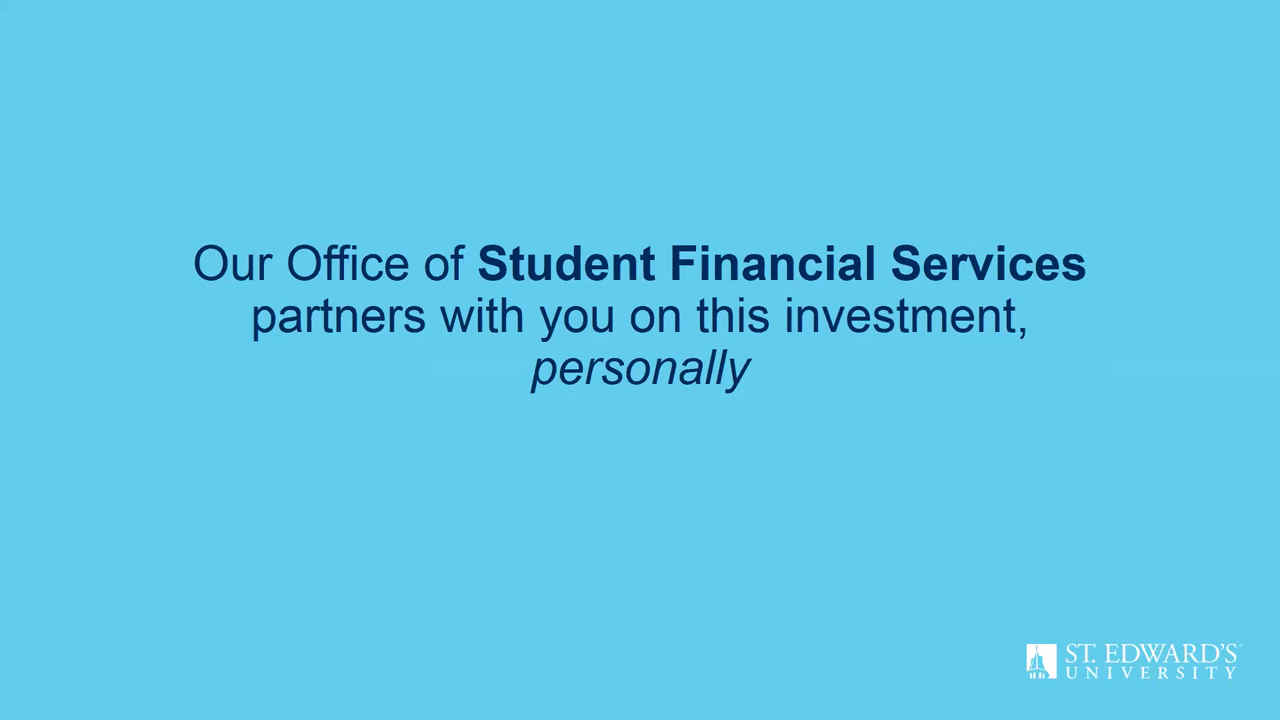 Our Office of Student Financial Services
partners with you on this investment,
personally
ST. EDWARD'S
UNIVERSITY